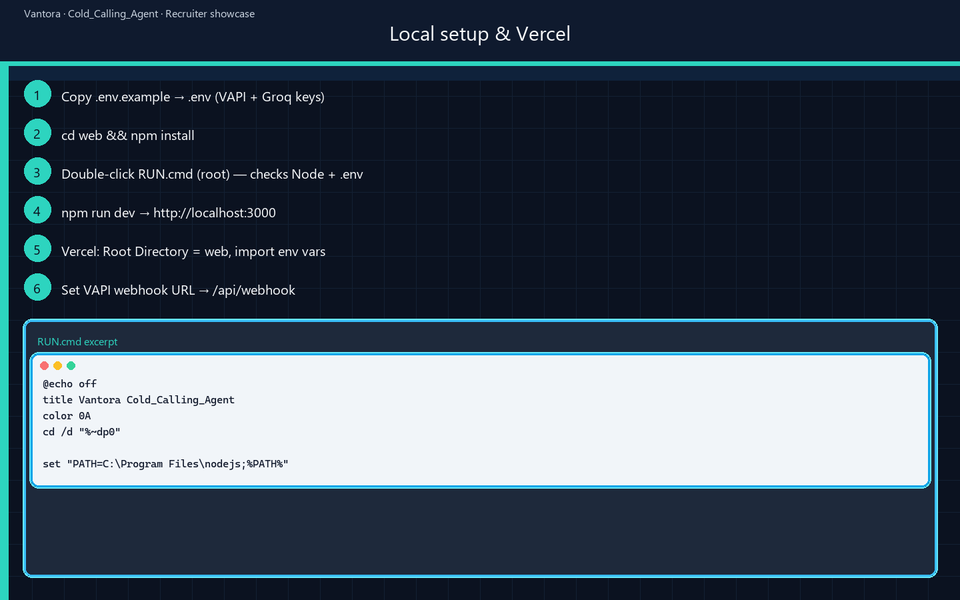 Vantora · Cold_Calling_Agent · Recruiter showcase
Local setup & Vercel
1 Copy .env.example → .env (VAPI + Groq keys)
2 cd web && npm install
3 Double-click RUN.cmd (root) — checks Node + .env
4 npm run dev → http://localhost:3000
5 Vercel: Root Directory = web, import env vars
6 Set VAPI webhook URL → /api/webhook
RUN.cmd excerpt
@echo off
title Vantora Cold_Calling_Agent
color 0A
cd /d "%~dp0"
set "PATH=C:\Program Files\nodejs;%PATH%"